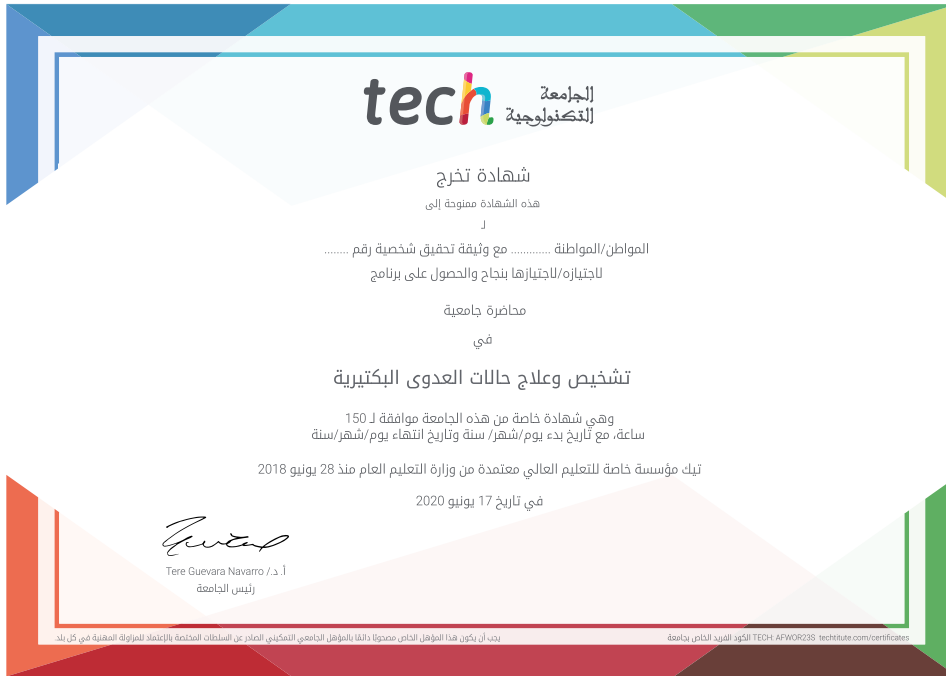 tech الجامعة
التكنولوجية
شهادة تخرج
هذه الشهادة ممنوحة إلى
لـ
المواطن/المواطنة ............ مع وثيقة تحقيق شخصية رقم ........
لاجتيازه/لاجتيازها بنجاح والحصول على برنامج
محاضرة جامعية
في
تشخيص وعلاج حالات العدوى البكتيرية
وهي شهادة خاصة من هذه الجامعة موافقة لـ 150
ساعة، مع تاريخ بدء يوم/شهر/ سنة وتاريخ انتهاء يوم/شهر/سنة
تيك مؤسسة خاصة للتعليم العالي معتمدة من وزارة التعليم العام منذ 28 يونيو 2018
في تاريخ 17 يونيو 2020
أ. د./ Tere Guevara Navarro
رئيس الجامعة
يجب أن يكون هذا المؤهل الخاص مصحوبًا دائمًا بالمؤهل الجامعي التمكيني الصادر عن السلطات المختصة بالإعتماد للمزاولة المهنية في كل بلد.
الكود الفريد الخاص بجامعة TECH: AFWOR23S techtitute.com/certificates